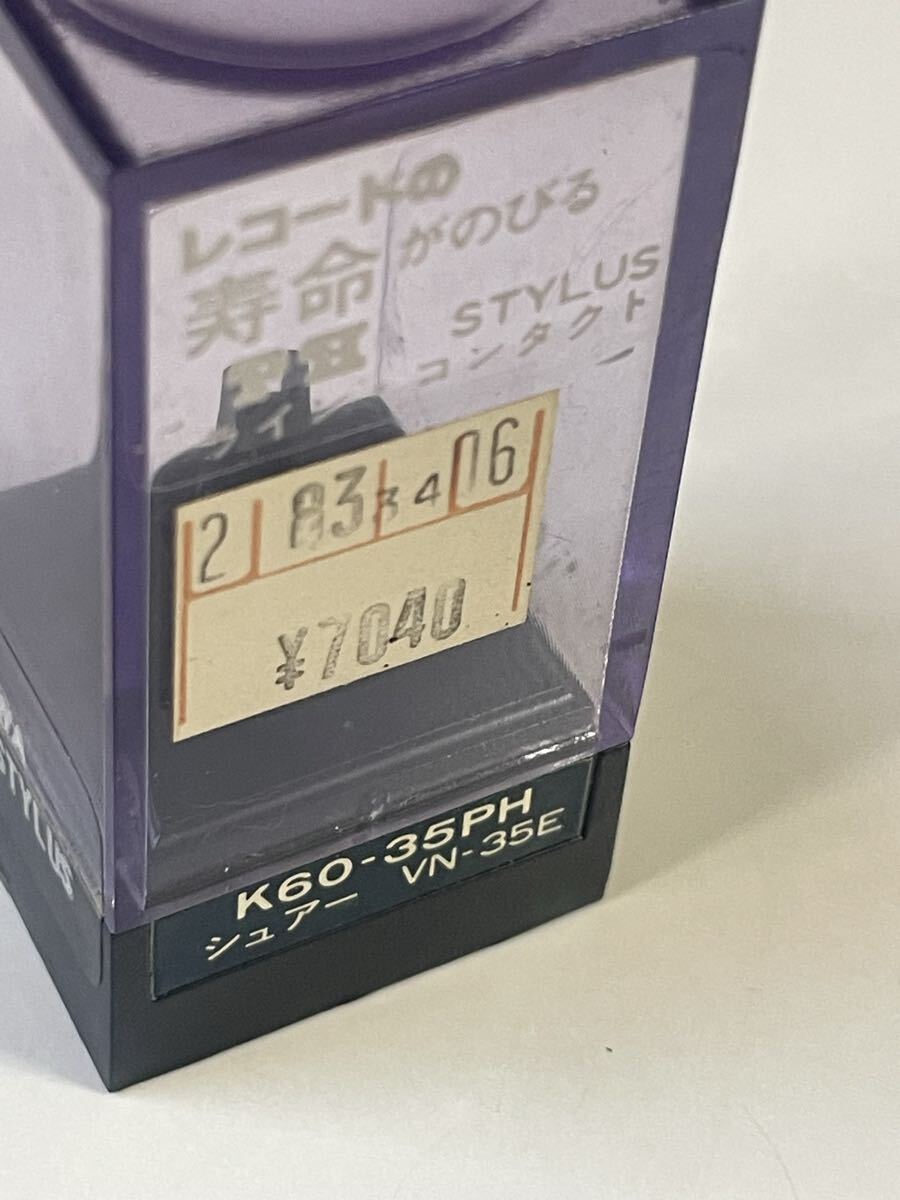 レコードの
寿命がのびる
STYLUS
コンタクト
2 83 34 06
¥7040
K60-35PH
シュアー VN-35E
STYLUS